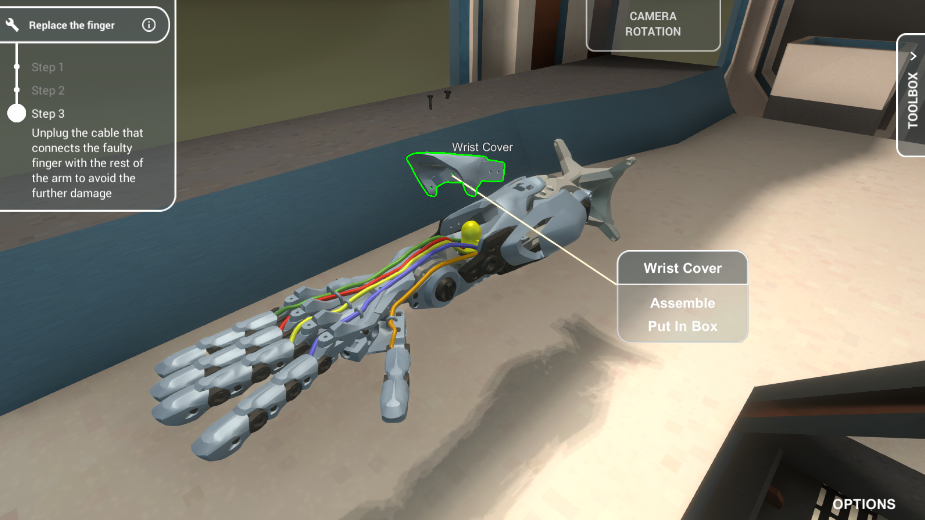 Replace the finger
Step 1
Step 2
Step 3
Unplug the cable that
connects the faulty
finger with the rest of
the arm to avoid the
further damage
CAMERA
ROTATION
TOOLBOX
Wrist Cover
Wrist Cover
Assemble
Put In Box
OPTIONS